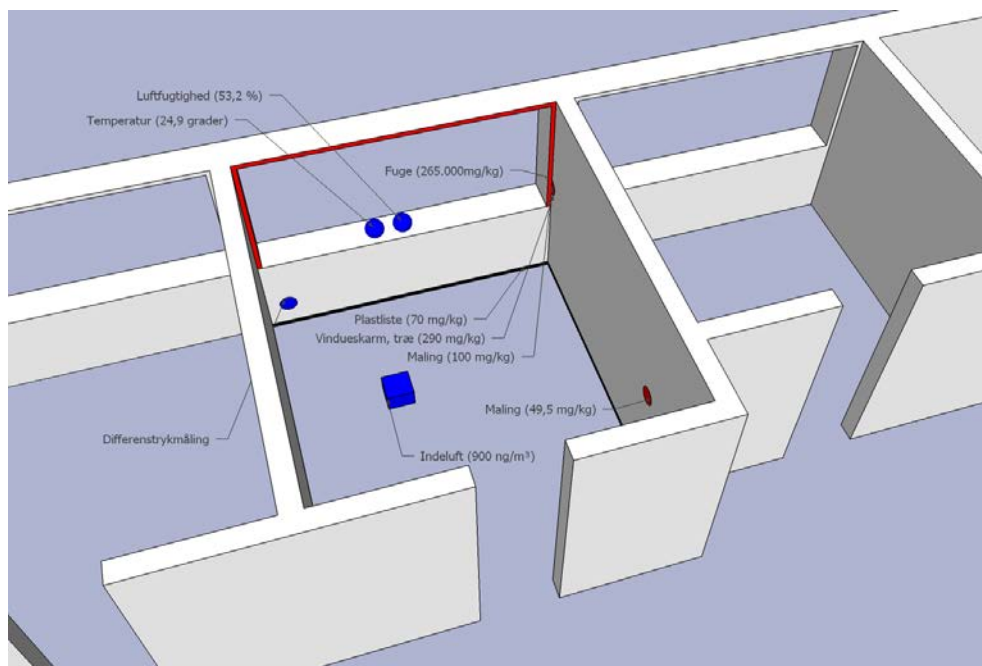 Luftfugtighed (53,2 %)
Temperatur (24,9 grader)
Fuge (265.000mg/kg)
Plastliste (70 mg/kg)
Vindueskarm, træ (290 mg/kg)
Maling (100 mg/kg)
Maling (49,5 mg/kg)
Differenstrykmåling
Indeluft (900 ng/m³)